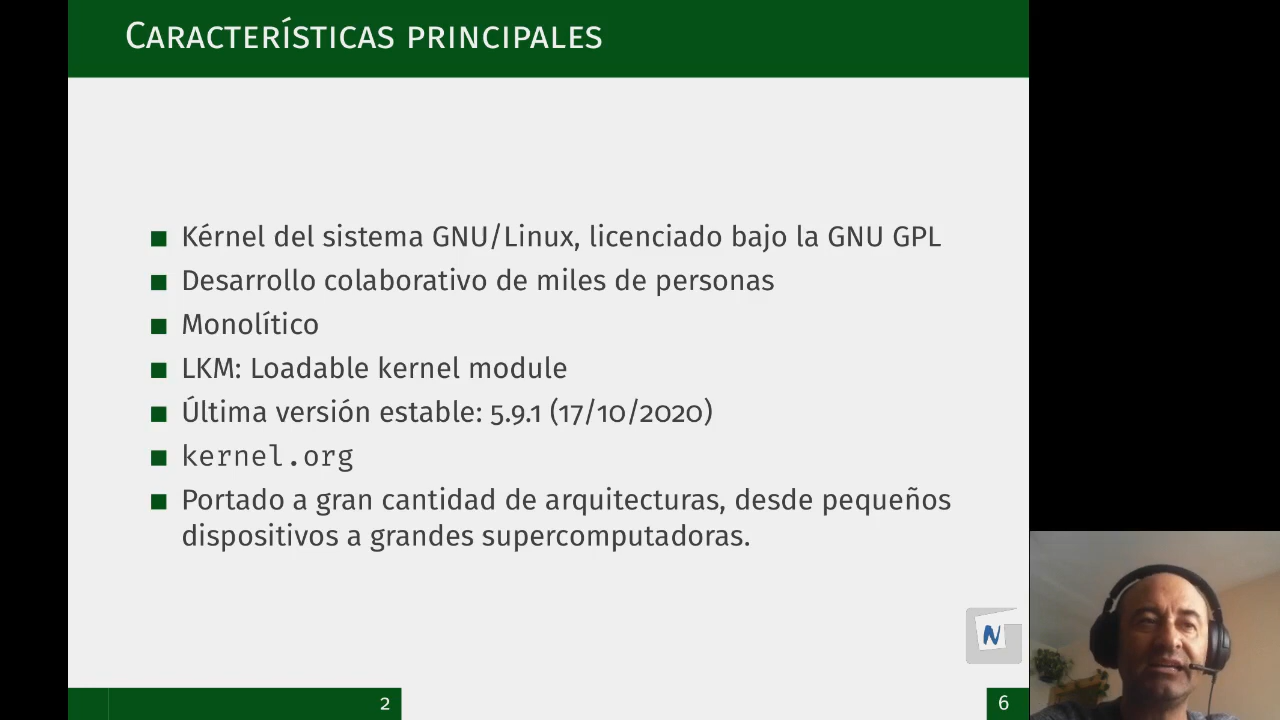 Características principales
Kérnel del sistema GNU/Linux, licenciado bajo la GNU GPL
Desarrollo colaborativo de miles de personas
Monolítico
LKM: Loadable kernel module
Última versión estable: 5.9.1 (17/10/2020)
kernel.org
Portado a gran cantidad de arquitecturas, desde pequeños
dispositivos a grandes supercomputadoras.
N
2
6